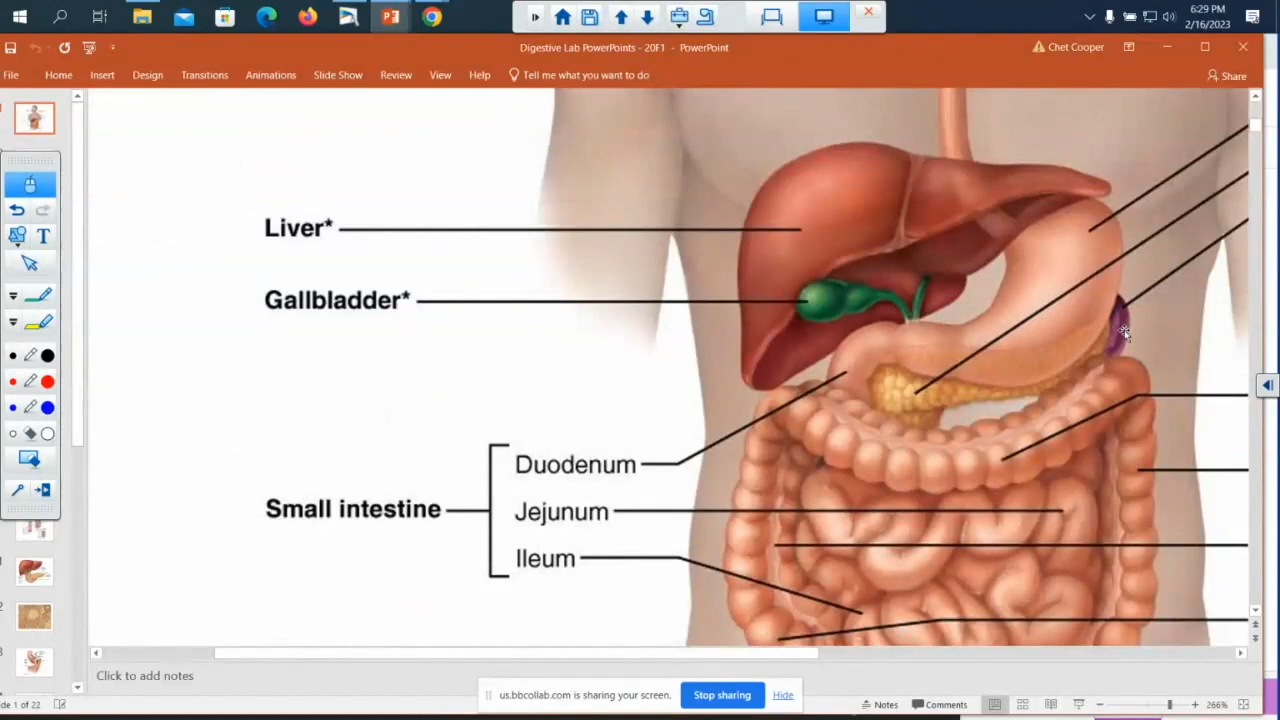 6:29 PM
2/16/2023
Digestive Lab PowerPoints - 20F1 - PowerPoint
Chet Cooper
File Home Insert Design Transitions Animations Slide Show Review View Help Tell me what you want to do
Share
Liver*
Gallbladder*
Duodenum
Small intestine
Jejunum
Ileum
Click to add notes
us.bbcollab.com is sharing your screen. Stop sharing Hide
de 1 of 22
Notes Comments 266%